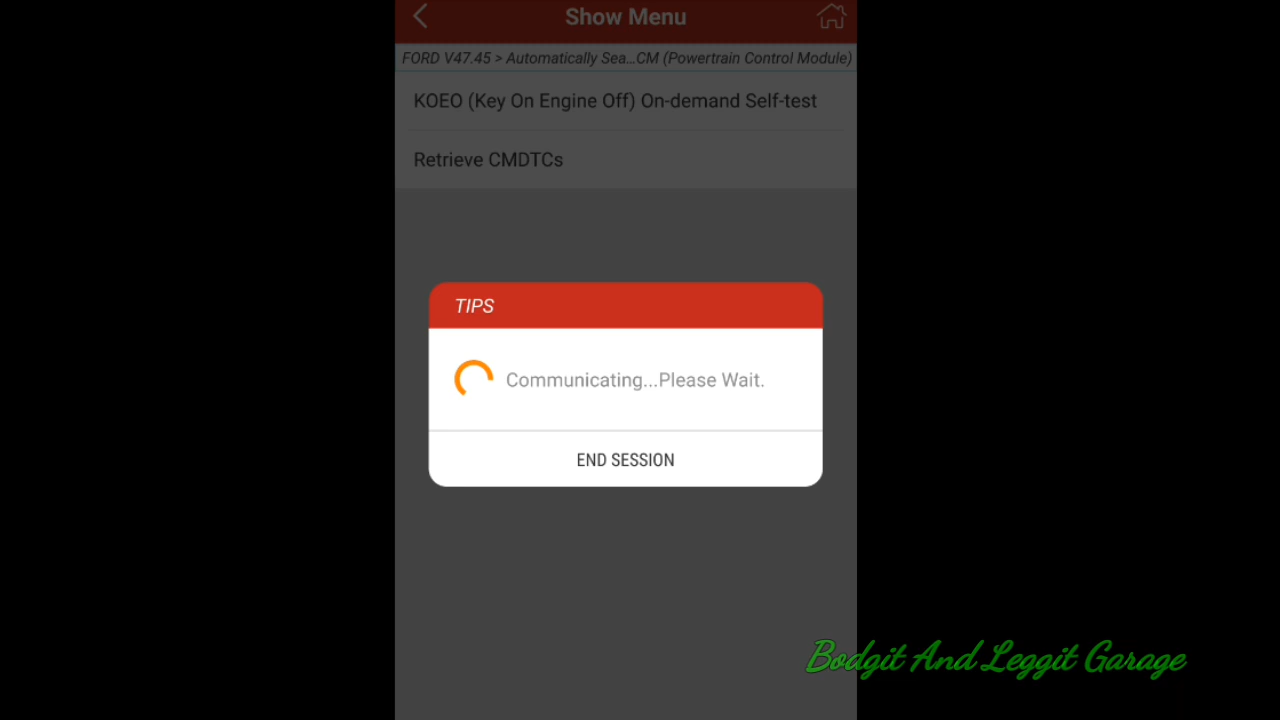 Show Menu
FORD V47.45 > Automatically Sea...CM (Powertrain Control Module)
KOEO (Key On Engine Off) On-demand Self-test
Retrieve CMDTCs
TIPS
Communicating...Please Wait.
END SESSION
Bodgit And Leggit Garage